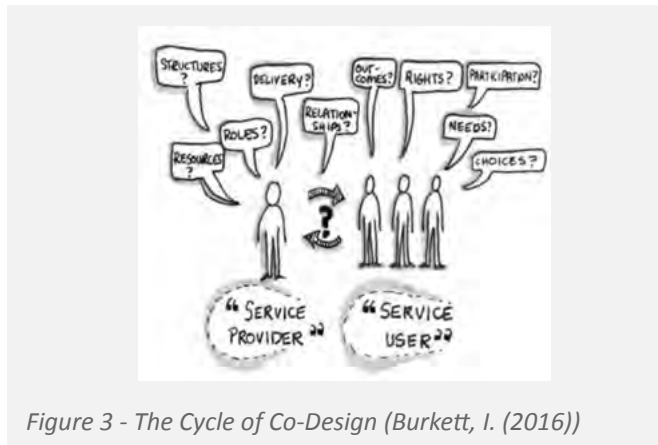 STRUCTURES
?
DELIVERY?
OUT-
COMES?
RIGHTS?
PARTICIPATION?
ROLES?
RELATION-
SHIPS?
NEEDS?
RESOURCES
?
CHOICES?
?
“ SERVICE
PROVIDER ”
“ SERVICE
USER ”
Figure 3 - The Cycle of Co-Design (Burkett, I. (2016))